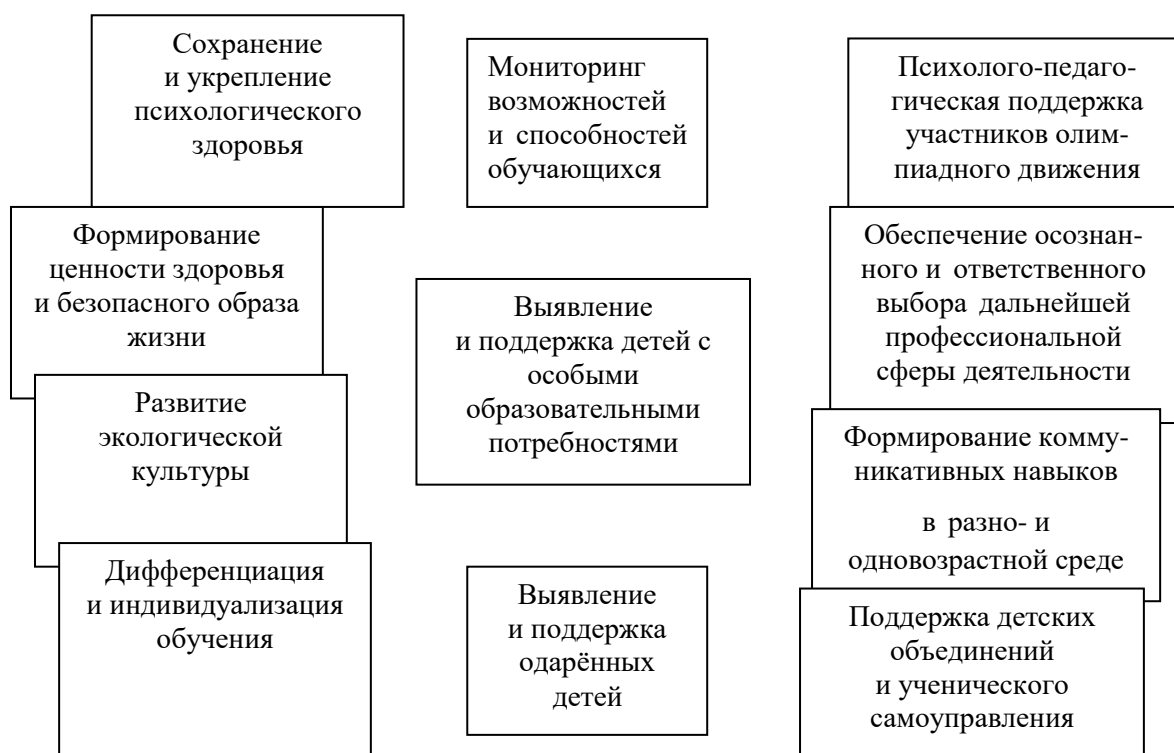 Сохранение
и укрепление
психологического
здоровья
Формирование
ценности здоровья
и безопасного образа
жизни
Развитие
экологической
культуры
Дифференциация
и индивидуализация
обучения
Мониторинг
возможностей
и способностей
обучающихся
Выявление
и поддержка детей с
особыми
образовательными
потребностями
Выявление
и поддержка
одарённых
детей
Психолого-педаго-
гическая поддержка
участников олим-
пиадного движения
Обеспечение осознан-
ного и ответственного
выбора дальнейшей
профессиональной
сферы деятельности
Формирование комму-
никативных навыков
в разно- и
одновозрастной среде
Поддержка детских
объединений
и ученического
самоуправления